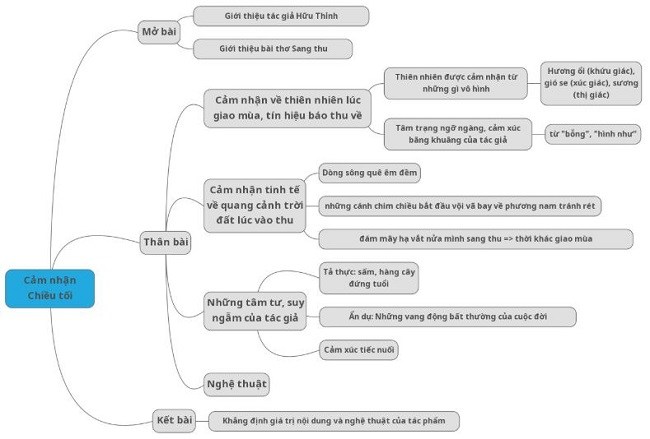 Cảm nhận
Chiều tối
Mở bài
Giới thiệu tác giả Hữu Thỉnh
Giới thiệu bài thơ Sang thu
Thân bài
Cảm nhận về thiên nhiên lúc
giao mùa, tín hiệu báo thu về
Thiên nhiên được cảm nhận từ
những gì vô hình
Hương ổi (khứu giác),
gió se (xúc giác), sương
(thị giác)
Tâm trạng ngỡ ngàng, cảm xúc
bâng khuâng của tác giả
từ "bỗng", "hình như"
Cảm nhận tinh tế
về quang cảnh trời
đất lúc vào thu
Dòng sông quê êm đềm
những cánh chim chiều bắt đầu vội vã bay về phương nam tránh rét
đám mây hạ vắt nửa mình sang thu => thời khắc giao mùa
Những tâm tư, suy
ngẫm của tác giả
Tả thực: sấm, hàng cây
đứng tuổi
Ẩn dụ: Những vang động bất thường của cuộc đời
Cảm xúc tiếc nuối
Nghệ thuật
Kết bài
Khẳng định giá trị nội dung và nghệ thuật của tác phẩm